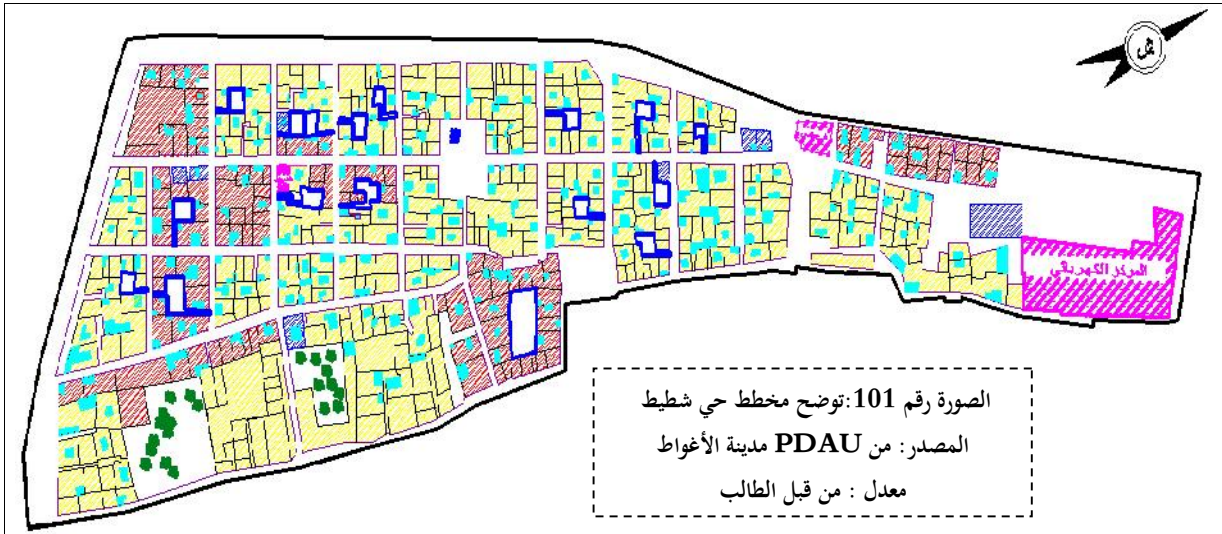 ش
المركز الكهربائي
الصورة رقم 101:توضح مخطط حي شطيط
المصدر: من PDAU مدينة الأغواط
معدل : من قبل الطالب